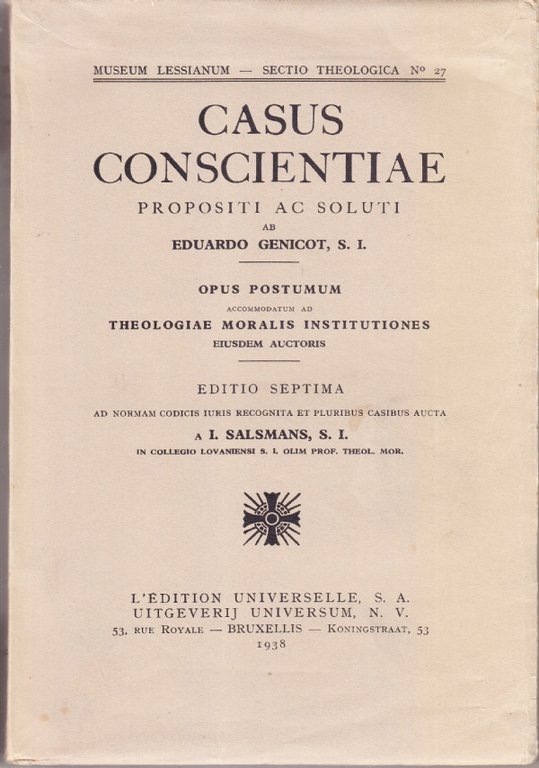 MUSEUM LESSIANUM — SECTIO THEOLOGICA Nº 27
CASUS
CONSCIENTIAE
PROPOSITI AC SOLUTI
AB
EDUARDO GENICOT, S. I.
OPUS POSTUMUM
ACCOMMODATUM AD
THEOLOGIAE MORALIS INSTITUTIONES
EIUSDEM AUCTORIS
EDITIO SEPTIMA
AD NORMAM CODICIS IURIS RECOGNITA ET PLURIBUS CASIBUS AUCTA
A I. SALSMANS, S. I.
IN COLLEGIO LOVANIENSI S. I. OLIM PROF. THEOL. MOR.
L'ÉDITION UNIVERSELLE, S. A.
UITGEVERIJ UNIVERSUM, N. V.
53, RUE ROYALE — BRUXELLIS — KONINGSTRAAT, 53
1938